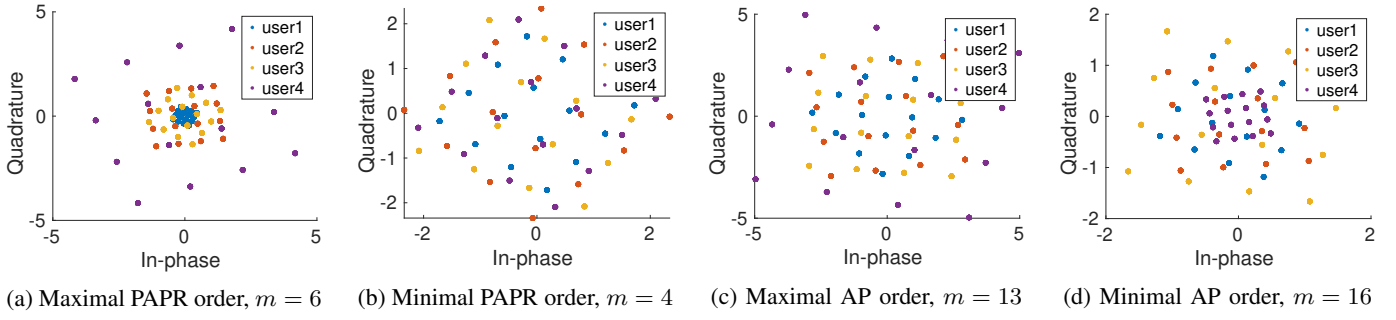 5
0
-5
-5
0
5
Quadrature
In-phase
user1
user2
user3
user4
(a) Maximal PAPR order, m = 6
2
1
0
-1
-2
-2
0
2
Quadrature
In-phase
user1
user2
user3
user4
(b) Minimal PAPR order, m = 4
5
0
-5
-5
0
5
Quadrature
In-phase
user1
user2
user3
user4
(c) Maximal AP order, m = 13
2
1
0
-1
-2
-2
0
2
Quadrature
In-phase
user1
user2
user3
user4
(d) Minimal AP order, m = 16